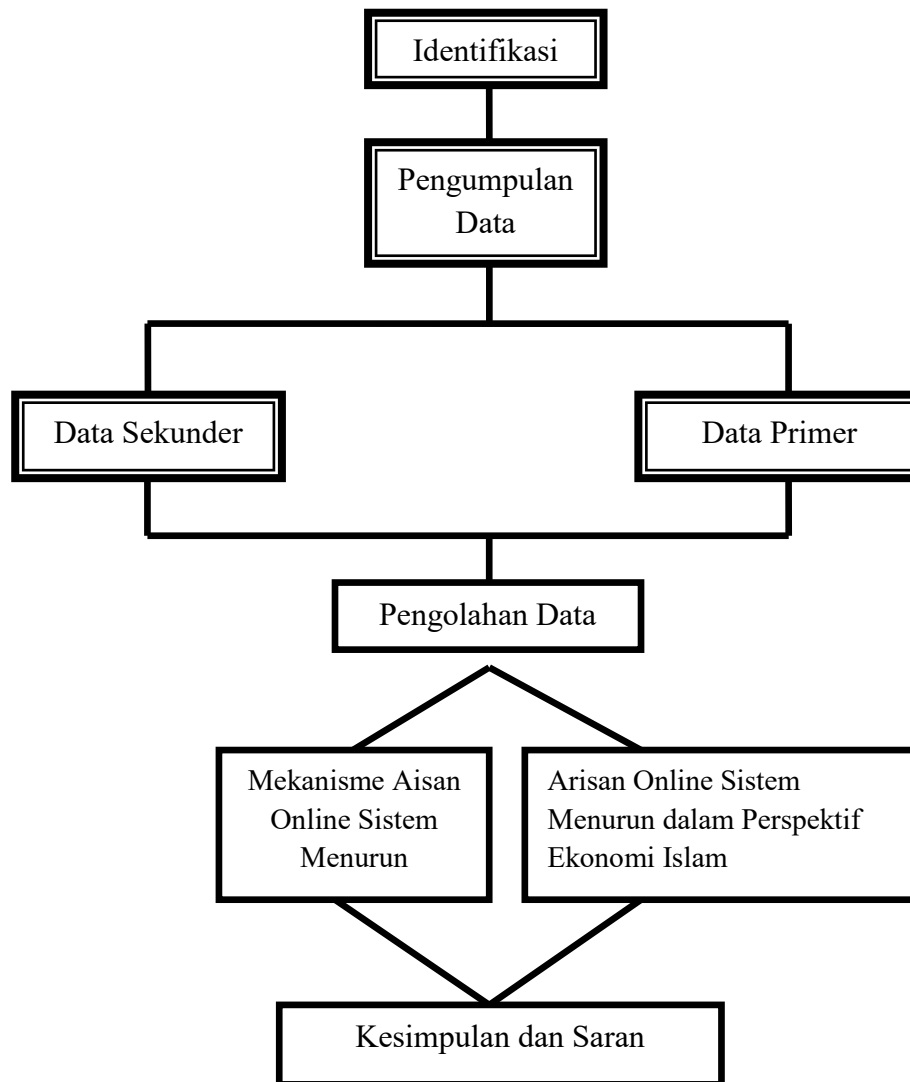 Identifikasi
Pengumpulan
Data
Data Sekunder
Data Primer
Pengolahan Data
Mekanisme Aisan
Online Sistem
Menurun
Arisan Online Sistem
Menurun dalam Perspektif
Ekonomi Islam
Kesimpulan dan Saran